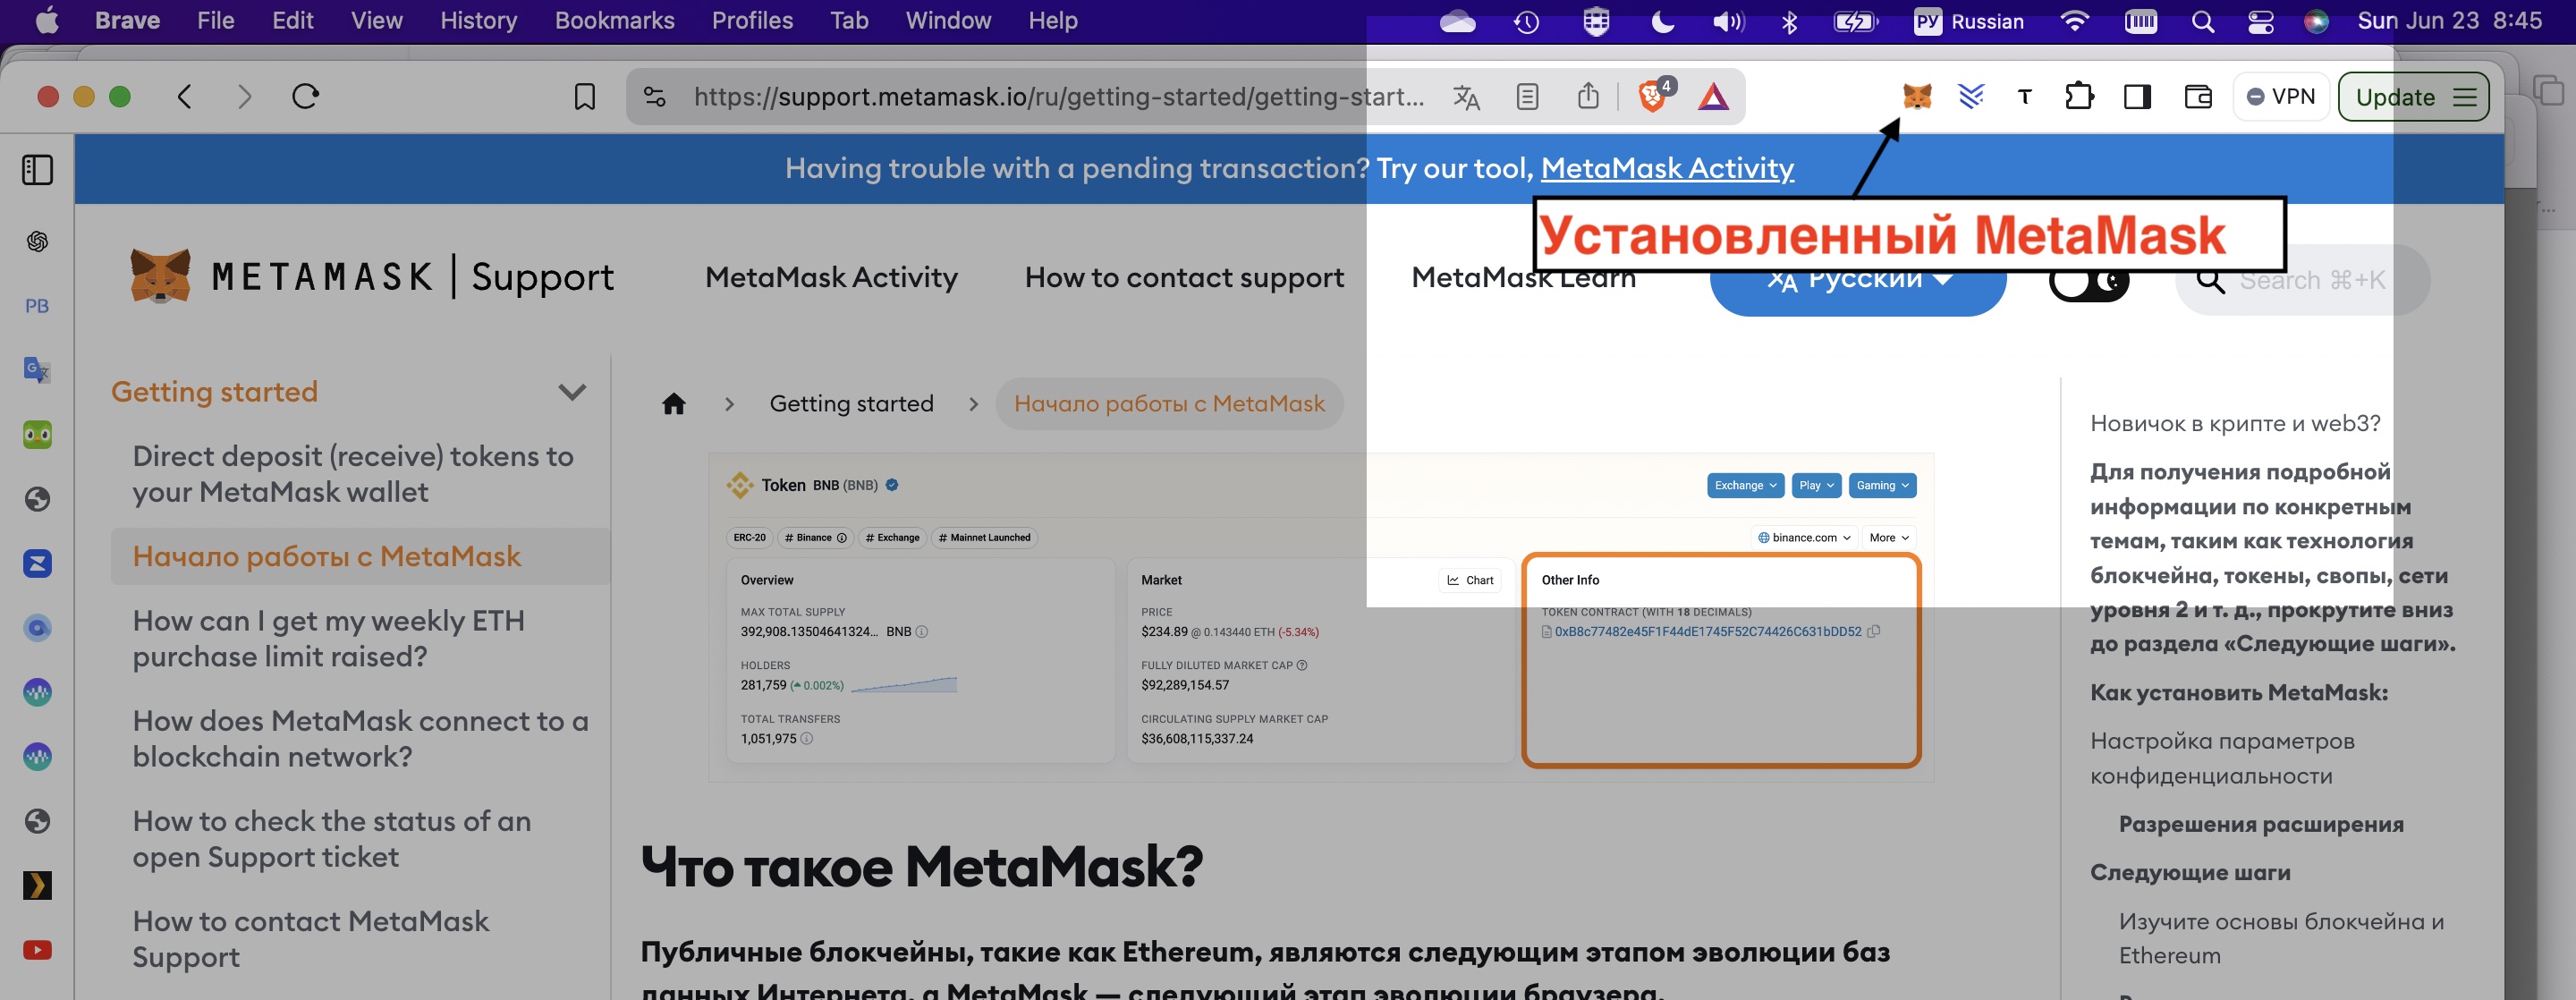 Brave File Edit View History Bookmarks Profiles Tab Window Help РУ Russian Sun Jun 23 8:45
https://support.metamask.io/ru/getting-started/getting-start... 4 T VPN Update
Having trouble with a pending transaction? Try our tool, MetaMask Activity
Установленный MetaMask
METAMASK | Support MetaMask Activity How to contact support MetaMask Learn Русский Search ⌘+K
PB
Getting started
Direct deposit (receive) tokens to
your MetaMask wallet
Начало работы с MetaMask
How can I get my weekly ETH
purchase limit raised?
How does MetaMask connect to a
blockchain network?
How to check the status of an
open Support ticket
How to contact MetaMask
Support
Getting started Начало работы с MetaMask
Token BNB (BNB) Exchange Play Gaming
ERC-20 # Binance # Exchange # Mainnet Launched binance.com More
Overview
MAX TOTAL SUPPLY
392,908.13504641324... BNB
HOLDERS
281,759 (0.002%)
TOTAL TRANSFERS
1,051,975
Market Chart
PRICE
$234.89 @ 0.143440 ETH (-5.34%)
FULLY DILUTED MARKET CAP
$92,289,154.57
CIRCULATING SUPPLY MARKET CAP
$36,608,115,337.24
Other Info
TOKEN CONTRACT (WITH 18 DECIMALS)
0xB8c77482e45F1F44dE1745F52C74426C631bDD52
Что такое MetaMask?
Публичные блокчейны, такие как Ethereum, являются следующим этапом эволюции баз
данных Интернета, а MetaMask — следующий этап эволюции браузера.
Новичок в крипте и web3?
Для получения подробной
информации по конкретным
темам, таким как технология
блокчейна, токены, свопы, сети
уровня 2 и т. д., прокрутите вниз
до раздела «Следующие шаги».
Как установить MetaMask:
Настройка параметров
конфиденциальности
Разрешения расширения
Следующие шаги
Изучите основы блокчейна и
Ethereum